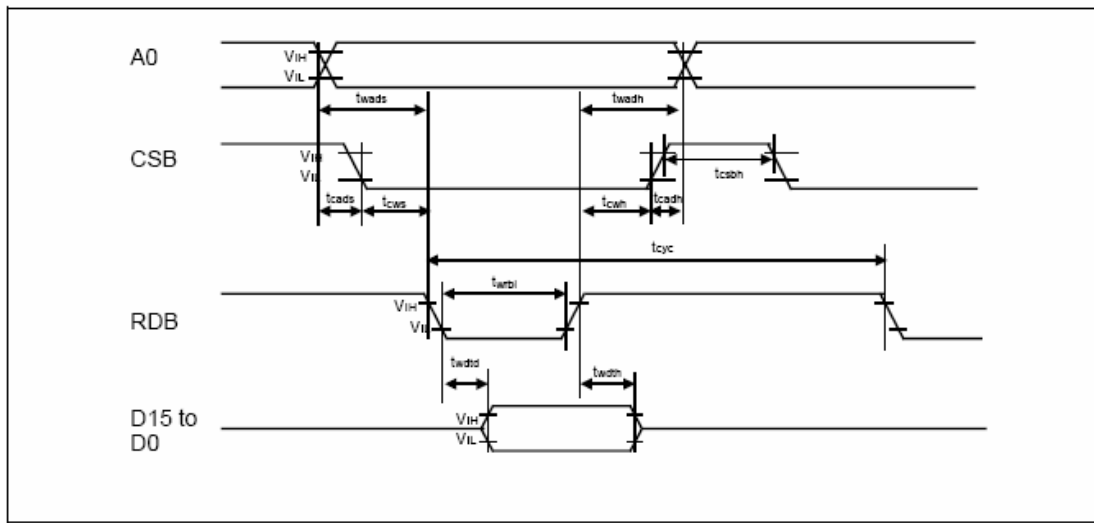 A0
VIH
VIL
twads
twadh
CSB
VIH
VIL
tcsbh
tcads
tcws
tcwh
tcadh
tcyc
twrbl
RDB
VIH
VIL
twdtd
twdth
D15 to
D0
VIH
VIL